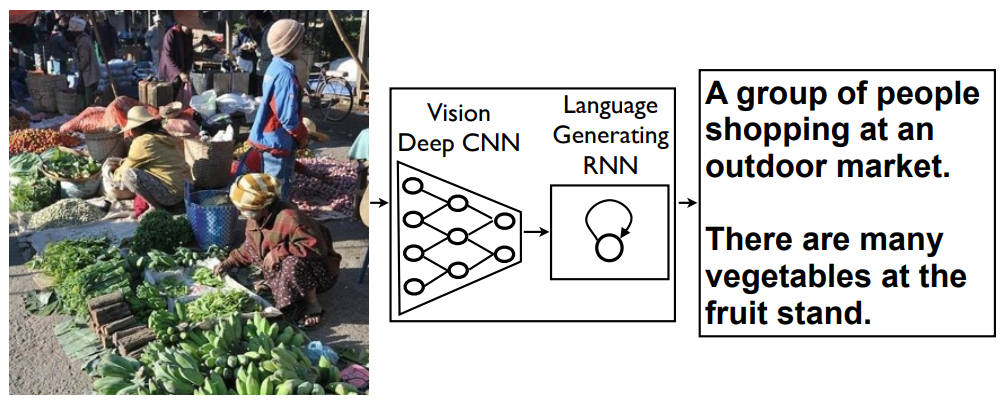 Vision
Deep CNN
Language
Generating
RNN
A group of people
shopping at an
outdoor market.
There are many
vegetables at the
fruit stand.